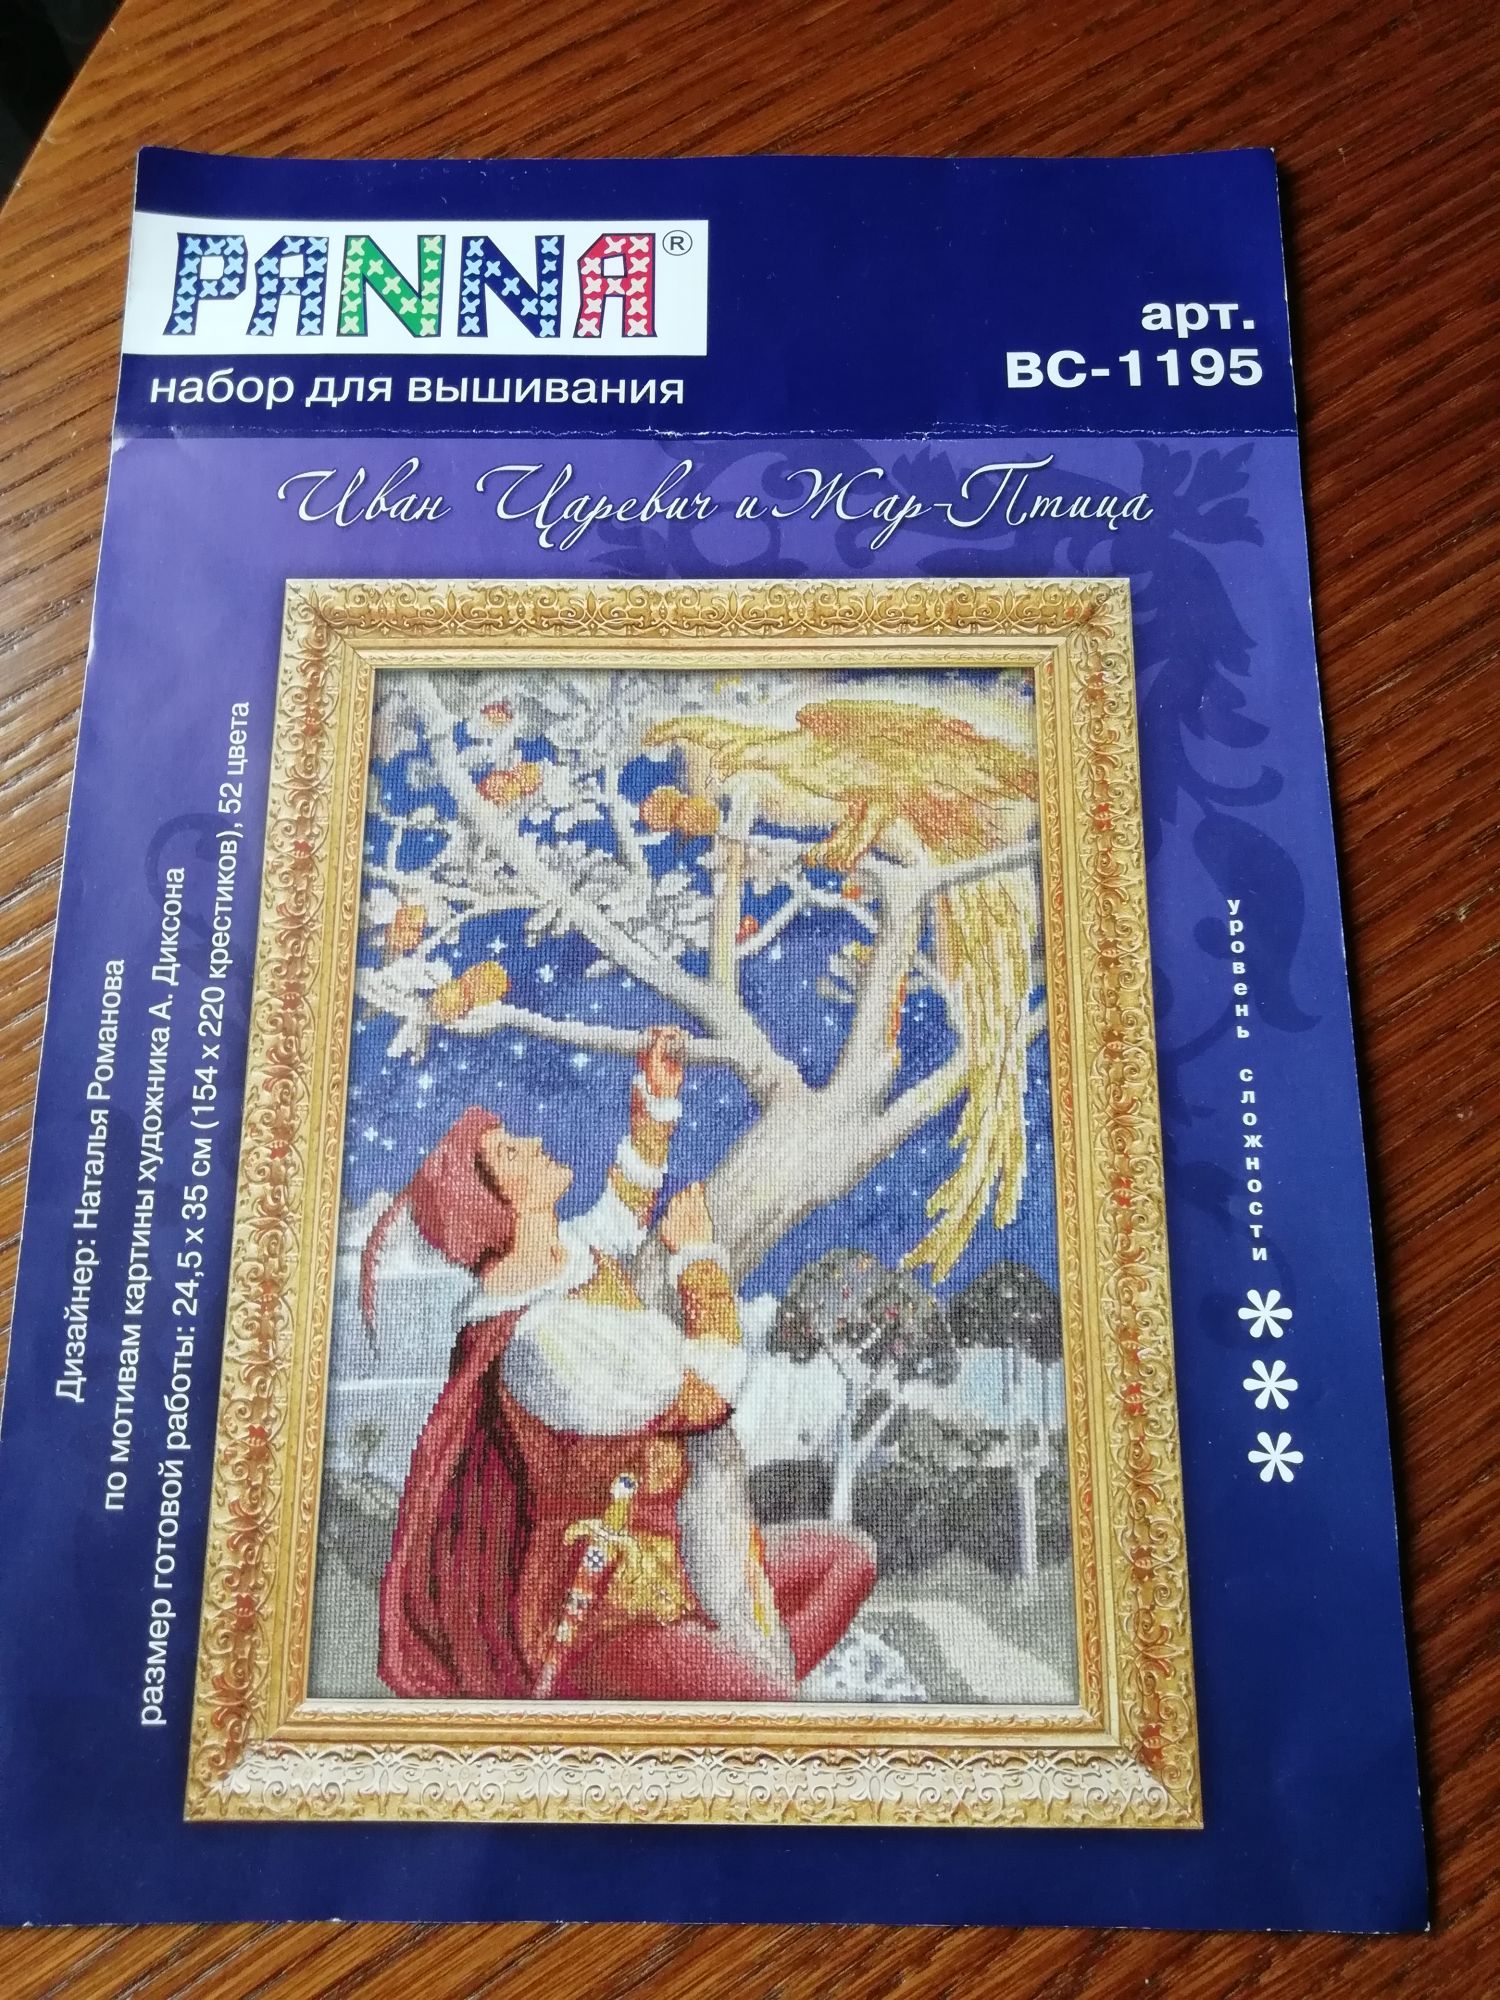 PANNA®
набор для вышивания
арт.
ВС-1195
Иван Царевич и Жар-Птица
Дизайнер: Наталья Романова
по мотивам картины художника А. Диксона
размер готовой работы: 24,5 х 35 см (154 х 220 крестиков), 52 цвета
уровень сложности ***